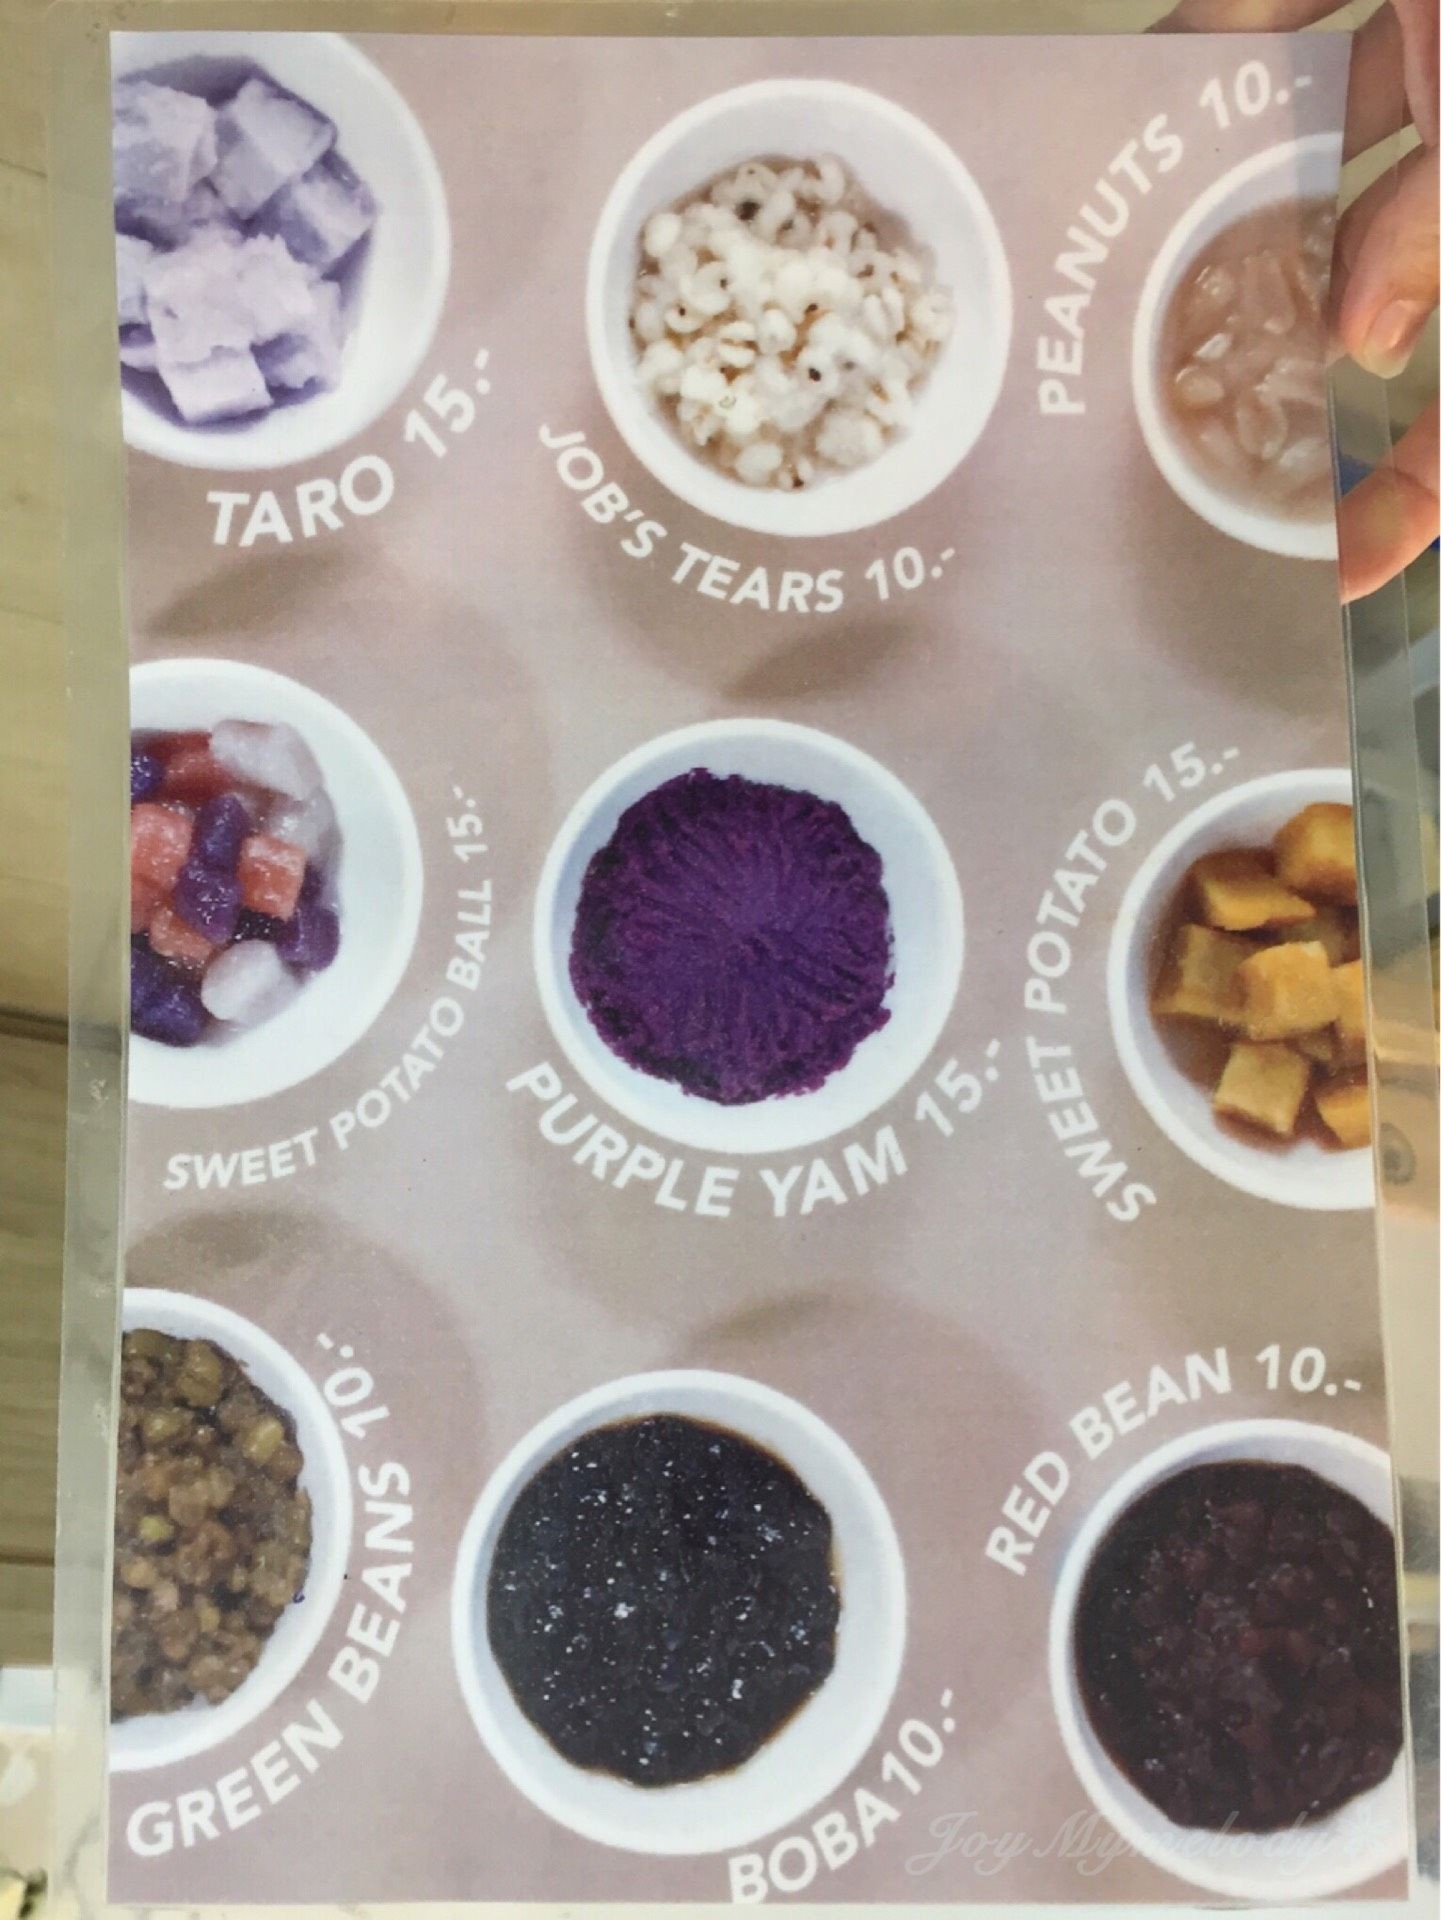 TARO 15.-
JOB'S TEARS 10.-
PEANUTS 10.-
SWEET POTATO BALL 15.-
PURPLE YAM 15.-
SWEET POTATO 15.-
GREEN BEANS 10.-
BOBA 10.-
RED BEAN 10.-
Joy Mymelody